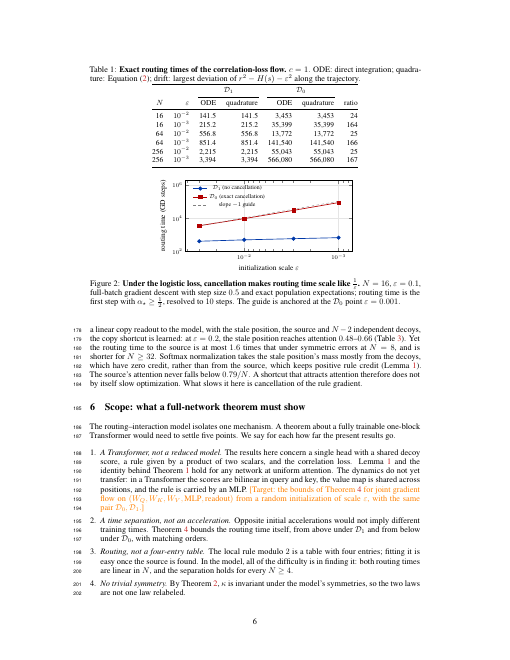 Table 1: Exact routing times of the correlation-loss flow. c = 1. ODE: direct integration; quadra-
ture: Equation (2); drift: largest deviation of r² − H(s) − ε² along the trajectory.
D₁ D₀
N ε ODE quadrature ODE quadrature ratio
16 10⁻² 141.5 141.5 3,453 3,453 24
16 10⁻³ 215.2 215.2 35,399 35,399 164
64 10⁻² 556.8 556.8 13,772 13,772 25
64 10⁻³ 851.4 851.4 141,540 141,540 166
256 10⁻² 2,215 2,215 55,043 55,043 25
256 10⁻³ 3,394 3,394 566,080 566,080 167
routing time (GD steps)
D₁ (no cancellation)
D₀ (exact cancellation)
slope −1 guide
10⁻² 10⁻³
initialization scale ε
Figure 2: Under the logistic loss, cancellation makes routing time scale like 1/ε. N = 16, ε = 0.1,
full-batch gradient descent with step size 0.5 and exact population expectations; routing time is the
first step with α⁎ ≥ 1/2, resolved to 10 steps. The guide is anchored at the D₀ point ε = 0.001.
178 a linear copy readout to the model, with the stale position, the source and N−2 independent decoys,
179 the copy shortcut is learned: at ε = 0.2, the stale position reaches attention 0.48–0.66 (Table 3). Yet
180 the routing time to the source is at most 1.6 times that under symmetric errors at N = 8, and is
181 shorter for N ≥ 32. Softmax normalization takes the stale position's mass mostly from the decoys,
182 which have zero credit, rather than from the source, which keeps positive rule credit (Lemma 1).
183 The source's attention never falls below 0.79/N. A shortcut that attracts attention therefore does not
184 by itself slow optimization. What slows it here is cancellation of the rule gradient.
185 6 Scope: what a full-network theorem must show
186 The routing–interaction model isolates one mechanism. A theorem about a fully trainable one-block
187 Transformer would need to settle five points. We say for each how far the present results go.
188 1. A Transformer, not a reduced model. The results here concern a single head with a shared decoy
189 score, a rule given by a product of two scalars, and the correlation loss. Lemma 1 and the
190 identity behind Theorem 1 hold for any network at uniform attention. The dynamics do not yet
191 transfer: in a Transformer the scores are bilinear in query and key, the value map is shared across
192 positions, and the rule is carried by an MLP. [Target: the bounds of Theorem 4 for joint gradient
193 flow on (W_Q, W_K, W_V, MLP, readout) from a random initialization of scale ε, with the same
194 pair D₀, D₁.]
195 2. A time separation, not an acceleration. Opposite initial accelerations would not imply different
196 training times. Theorem 4 bounds the routing time itself, from above under D₁ and from below
197 under D₀, with matching orders.
198 3. Routing, not a four-entry table. The local rule modulo 2 is a table with four entries; fitting it is
199 easy once the source is found. In the model, all of the difficulty is in finding it: both routing times
200 are linear in N, and the separation holds for every N ≥ 4.
201 4. No trivial symmetry. By Theorem 2, κ is invariant under the model's symmetries, so the two laws
202 are not one law relabeled.
6